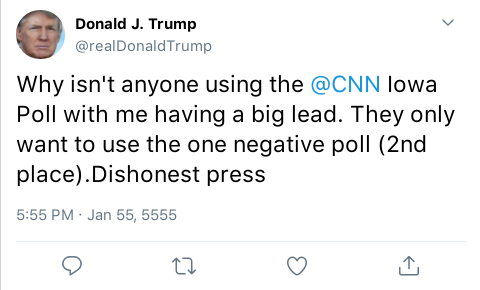 Donald J. Trump
@realDonaldTrump
Why isn't anyone using the @CNN Iowa
Poll with me having a big lead. They only
want to use the one negative poll (2nd
place).Dishonest press
5:55 PM · Jan 55, 5555